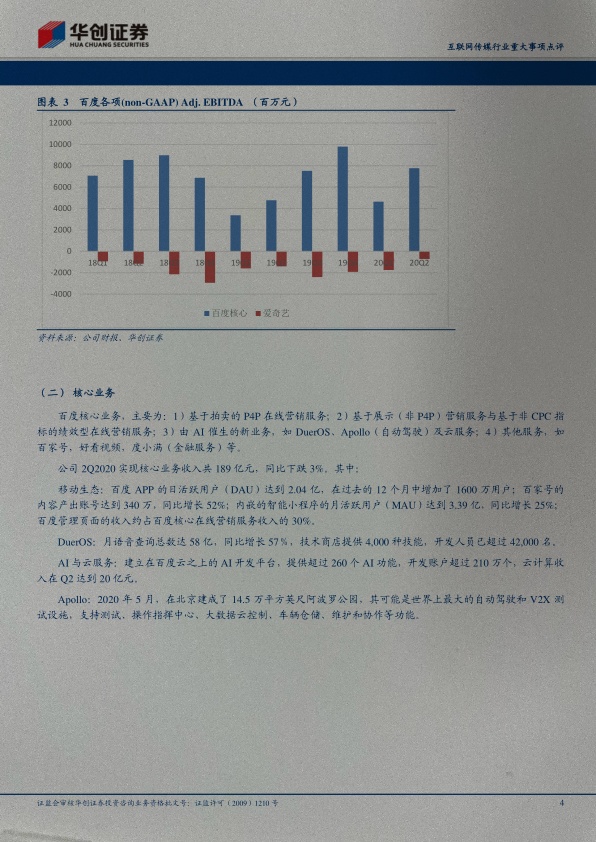 华创证券
HUA CHUANG SECURITIES
互联网传媒行业重大事项点评
图表 3 百度各项(non-GAAP) Adj. EBITDA （百万元）
12000
10000
8000
6000
4000
2000
0
-2000
-4000
18Q1 18Q2 18Q3 20Q2
百度核心 爱奇艺
资料来源：公司财报，华创证券
（二） 核心业务
百度核心业务，主要为：1）基于拍卖的 P4P 在线营销服务；2）基于展示（非 P4P）营销服务与基于非 CPC 指
标的绩效型在线营销服务；3）由 AI 催生的新业务，如 DuerOS、Apollo（自动驾驶）及云服务；4）其他服务，如
百家号，好看视频，度小满（金融服务）等。
公司 2Q2020 实现核心业务收入共 189 亿元，同比下跌 3%。其中：
移动生态：百度 APP 的日活跃用户（DAU）达到 2.04 亿，在过去的 12 个月中增加了 1600 万用户；百家号的
内容产出账号达到 340 万，同比增长 52%；内嵌的智能小程序的月活跃用户（MAU）达到 3.39 亿，同比增长 25%；
百度管理页面的收入约占百度核心在线营销服务收入的 30%。
DuerOS：月语音查询总数达 58 亿，同比增长 57％，技术商店提供 4,000 种技能，开发人员已超过 42,000 名。
AI 与云服务：建立在百度云之上的 AI 开发平台，提供超过 260 个 AI 功能，开发账户超过 210 万个，云计算收
入在 Q2 达到 20 亿元。
Apollo：2020 年 5 月，在北京建成了 14.5 万平方英尺阿波罗公园，其可能是世界上最大的自动驾驶和 V2X 测
试设施，支持测试、操作指挥中心、大数据云控制、车辆仓储、维护和协作等功能。
证监会审核华创证券投资咨询业务资格批文号：证监许可（2009）1210 号
4